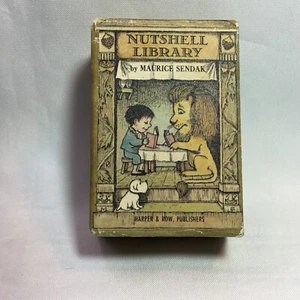 NUTSHELL
LIBRARY
by MAURICE SENDAK
HARPER & ROW, PUBLISHERS